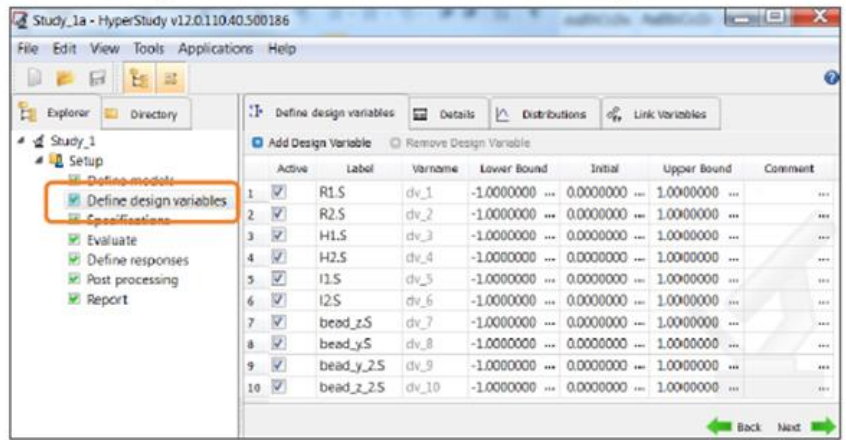 Study_1a - HyperStudy v12.0.110.40.500186
File Edit View Tools Applications Help
Explorer Directory
Study_1
Setup
Define models
Define design variables
Specifications
Evaluate
Define responses
Post processing
Report
Define design variables Details Distributions Link Variables
Add Design Variable Remove Design Variable
Active Label Varname Lower Bound Initial Upper Bound Comment
1 R1.S dv_1 -1.0000000 ... 0.0000000 ... 1.0000000 ... ...
2 R2.S dv_2 -1.0000000 ... 0.0000000 ... 1.0000000 ... ...
3 H1.S dv_3 -1.0000000 ... 0.0000000 ... 1.0000000 ... ...
4 H2.S dv_4 -1.0000000 ... 0.0000000 ... 1.0000000 ... ...
5 I1.S dv_5 -1.0000000 ... 0.0000000 ... 1.0000000 ... ...
6 I2.S dv_6 -1.0000000 ... 0.0000000 ... 1.0000000 ... ...
7 bead_z.S dv_7 -1.0000000 ... 0.0000000 ... 1.0000000 ... ...
8 bead_y.S dv_8 -1.0000000 ... 0.0000000 ... 1.0000000 ... ...
9 bead_y_2.S dv_9 -1.0000000 ... 0.0000000 ... 1.0000000 ... ...
10 bead_z_2.S dv_10 -1.0000000 ... 0.0000000 ... 1.0000000 ... ...
Back Next